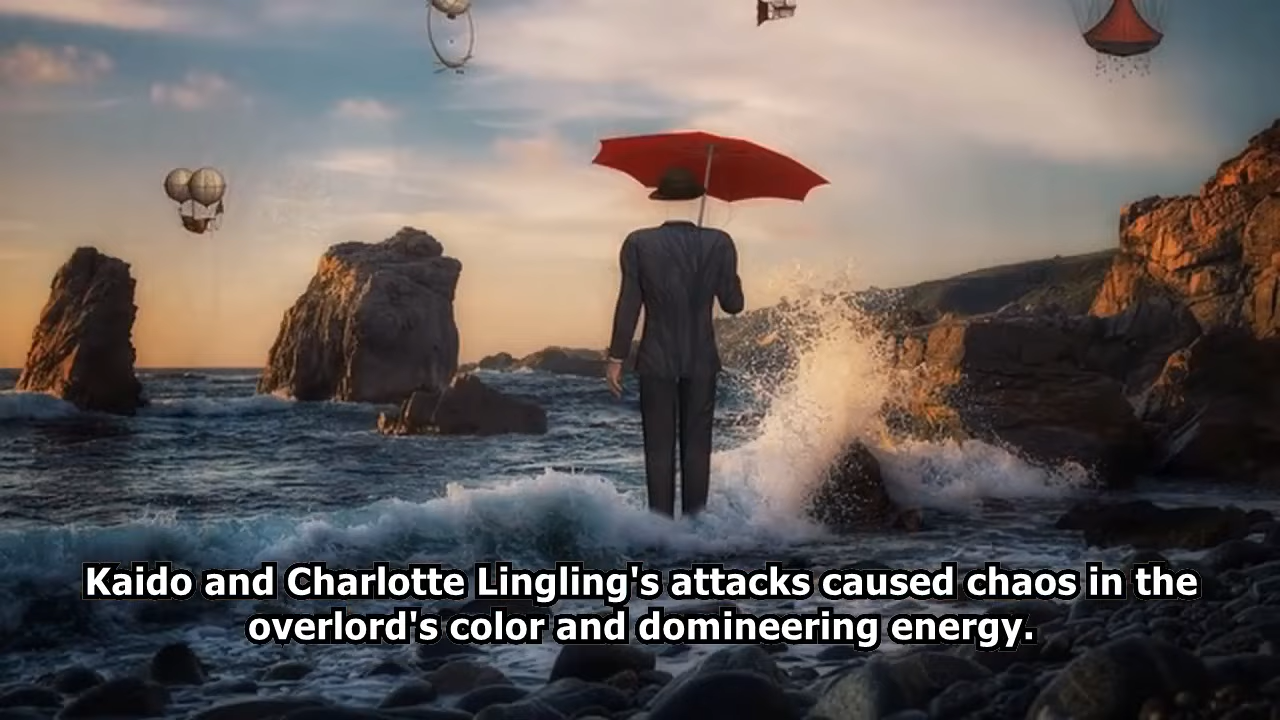 Kaido and Charlotte Lingling's attacks caused chaos in the
overlord's color and domineering energy.